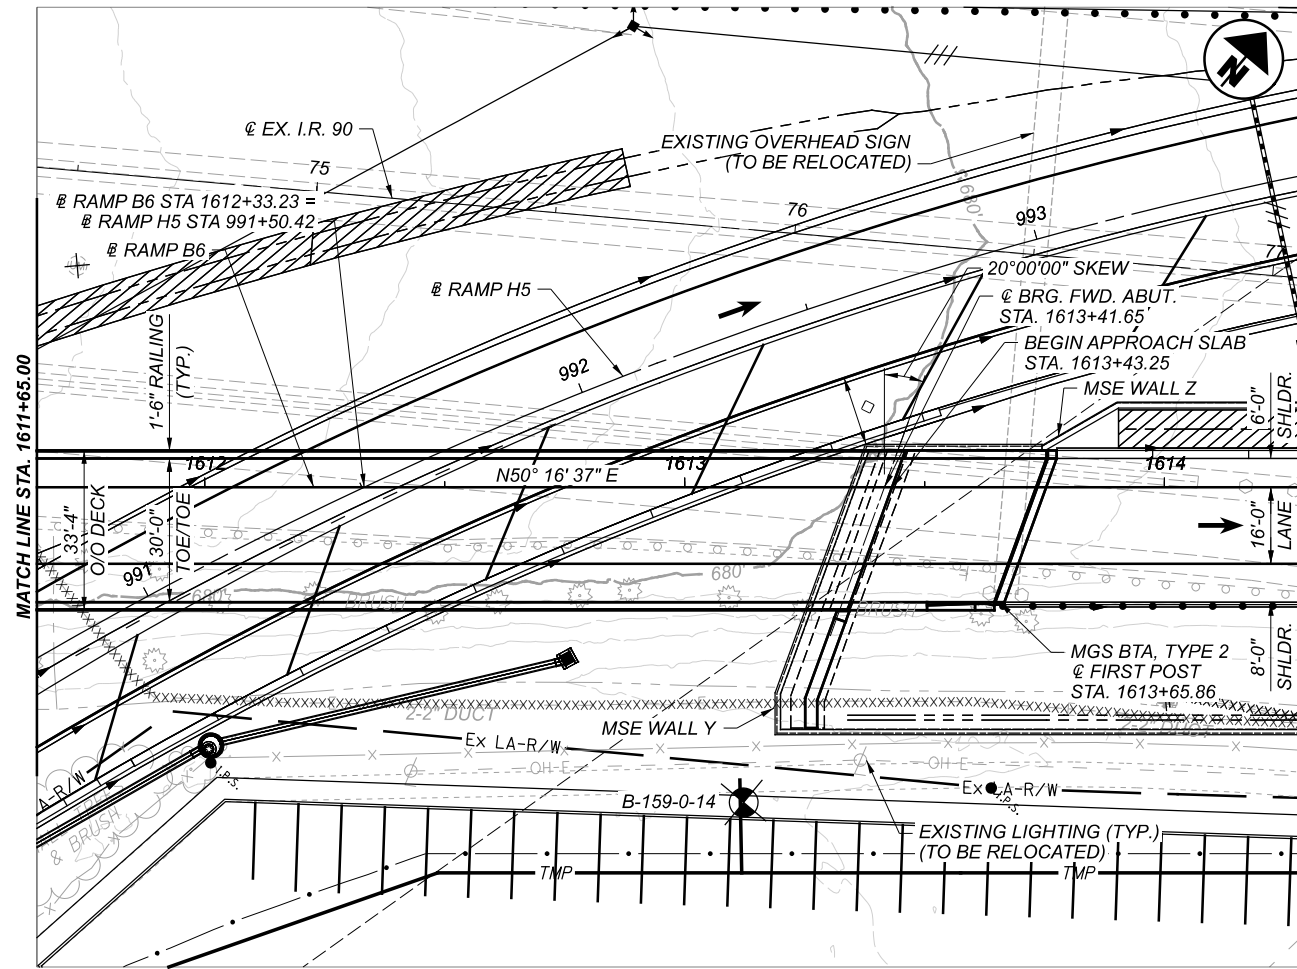 N
℄ EX. I.R. 90
EXISTING OVERHEAD SIGN
(TO BE RELOCATED)
75
680'
℞ RAMP B6 STA 1612+33.23 =
℞ RAMP H5 STA 991+50.42
76
993
℞ RAMP B6
77
20°00'00" SKEW
℞ RAMP H5
℄ BRG. FWD. ABUT.
STA. 1613+41.65
BEGIN APPROACH SLAB
STA. 1613+43.25
1'-6" RAILING
(TYP.)
992
MSE WALL Z
6'-0"
SHLDR.
MATCH LINE STA. 1611+65.00
1612
1613
1614
N50° 16' 37" E
33'-4"
O/O DECK
30'-0"
TOE/TOE
16'-0"
LANE
991
680'
680'
BRUSH
BRUSH
MGS BTA, TYPE 2
℄ FIRST POST
STA. 1613+65.86
8'-0"
SHLDR.
2-2" DUCT
2-2" DUCT
MSE WALL Y
Ex LA-R/W
OH-E
OH-E
I.P.S.
A-R/W
Ex LA-R/W
I.P.S.
B-159-0-14
& BRUSH
EXISTING LIGHTING (TYP.)
(TO BE RELOCATED)
TMP
TMP